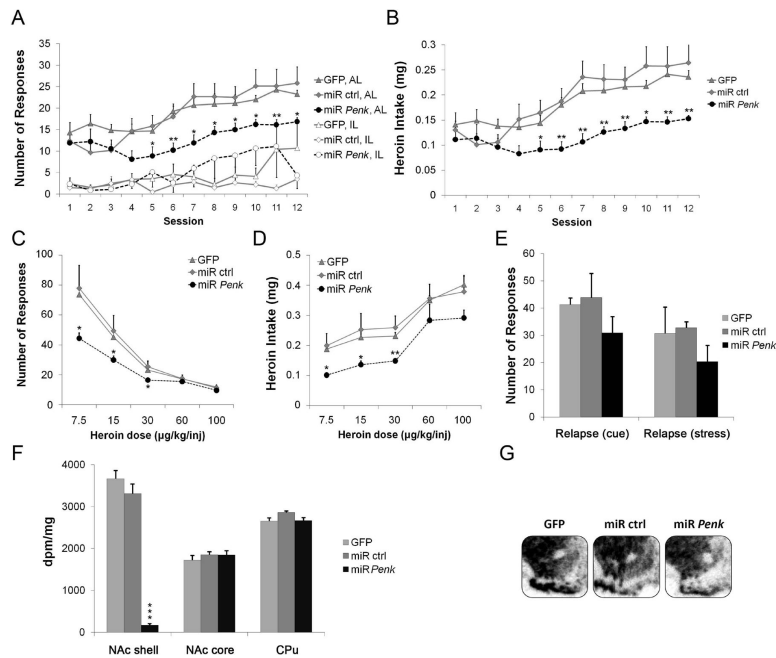 A
Number of Responses
35
30
25
20
15
10
5
0
* ** * * * * ** *
1 2 3 4 5 6 7 8 9 10 11 12
Session
GFP, AL
miR ctrl, AL
miR Penk, AL
GFP, IL
miR ctrl, IL
miR Penk, IL
B
Heroin Intake (mg)
0.3
0.25
0.2
0.15
0.1
0.05
0
* ** ** ** ** * ** **
1 2 3 4 5 6 7 8 9 10 11 12
Session
GFP
miR ctrl
miR Penk
C
Number of Responses
100
80
60
40
20
0
* * *
7.5 15 30 60 100
Heroin dose (µg/kg/inj)
GFP
miR ctrl
miR Penk
D
Heroin Intake (mg)
0.6
0.5
0.4
0.3
0.2
0.1
0
* * **
7.5 15 30 60 100
Heroin dose (µg/kg/inj)
GFP
miR ctrl
miR Penk
E
Number of Responses
60
50
40
30
20
10
0
Relapse (cue) Relapse (stress)
GFP
miR ctrl
miR Penk
F
dpm/mg
4000
3000
2000
1000
0
***
NAc shell NAc core CPu
GFP
miR ctrl
miR Penk
G
GFP miR ctrl miR Penk